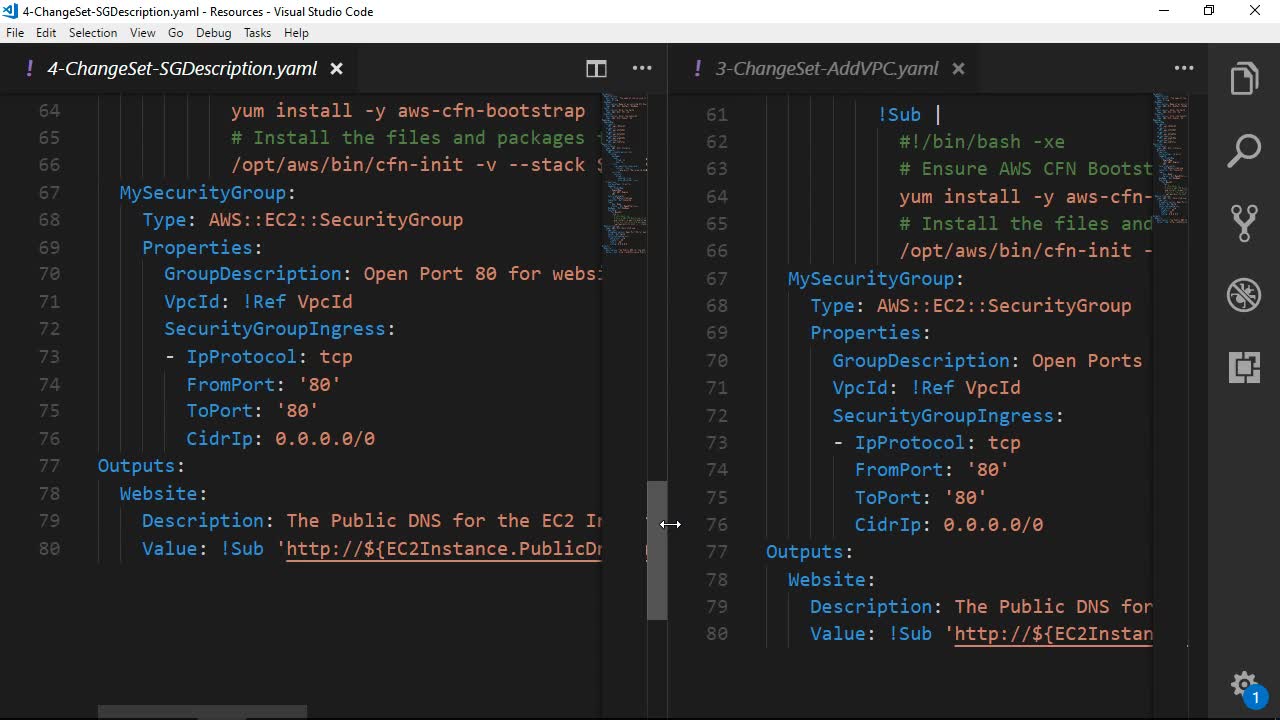 4-ChangeSet-SGDescription.yaml - Resources - Visual Studio Code
File Edit Selection View Go Debug Tasks Help
! 4-ChangeSet-SGDescription.yaml
64 yum install -y aws-cfn-bootstrap
65 # Install the files and packages
66 /opt/aws/bin/cfn-init -v --stack
67 MySecurityGroup:
68 Type: AWS::EC2::SecurityGroup
69 Properties:
70 GroupDescription: Open Port 80 for websi
71 VpcId: !Ref VpcId
72 SecurityGroupIngress:
73 - IpProtocol: tcp
74 FromPort: '80'
75 ToPort: '80'
76 CidrIp: 0.0.0.0/0
77 Outputs:
78 Website:
79 Description: The Public DNS for the EC2 In
80 Value: !Sub 'http://${EC2Instance.PublicDn
! 3-ChangeSet-AddVPC.yaml
61 !Sub |
62 #!/bin/bash -xe
63 # Ensure AWS CFN Bootst
64 yum install -y aws-cfn-
65 # Install the files and
66 /opt/aws/bin/cfn-init -
67 MySecurityGroup:
68 Type: AWS::EC2::SecurityGroup
69 Properties:
70 GroupDescription: Open Ports
71 VpcId: !Ref VpcId
72 SecurityGroupIngress:
73 - IpProtocol: tcp
74 FromPort: '80'
75 ToPort: '80'
76 CidrIp: 0.0.0.0/0
77 Outputs:
78 Website:
79 Description: The Public DNS for
80 Value: !Sub 'http://${EC2Instan
1